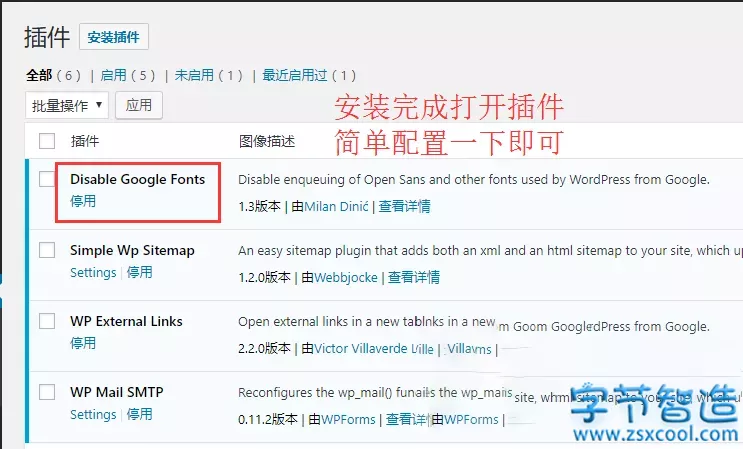 插件 安装插件
全部 (6) | 启用 (5) | 未启用 (1) | 最近启用过 (1)
批量操作 应用
安装完成打开插件
简单配置一下即可
插件 图像描述
Disable Google Fonts Disable enqueuing of Open Sans and other fonts used by WordPress from Google.
停用 1.3版本 | 由Milan Dinić | 查看详情
Simple Wp Sitemap An easy sitemap plugin that adds both an xml and an html sitemap to your site, which up
Settings | 停用 1.2.0版本 | 由Webbjocke | 查看详情
WP External Links Open external links in a new tablnks in a new m Goom GoogledPress from Google.
停用 2.2.0版本 | 由Victor Villaverde Ville | Villavms |
WP Mail SMTP Reconfigures the wp_mail() funails the wp_mails site, whml sitemap to your site, which u
Settings | 停用 0.11.2版本 | 由WPForms | 查看详情由WPForms |
字节智造
www.zsxcool.com